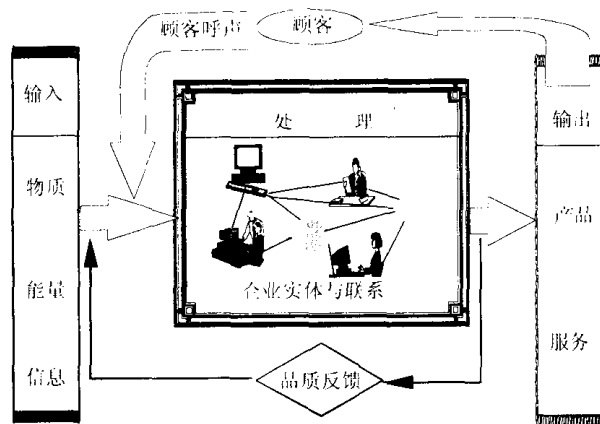 顾客呼声
顾客
输入
物质
能量
信息
处 理
企业实体与联系
输出
产品
服务
品质反馈